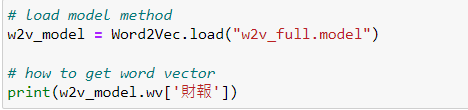 # load model method
w2v_model = Word2Vec.load("w2v_full.model")
# how to get word vector
print(w2v_model.wv['財報'])